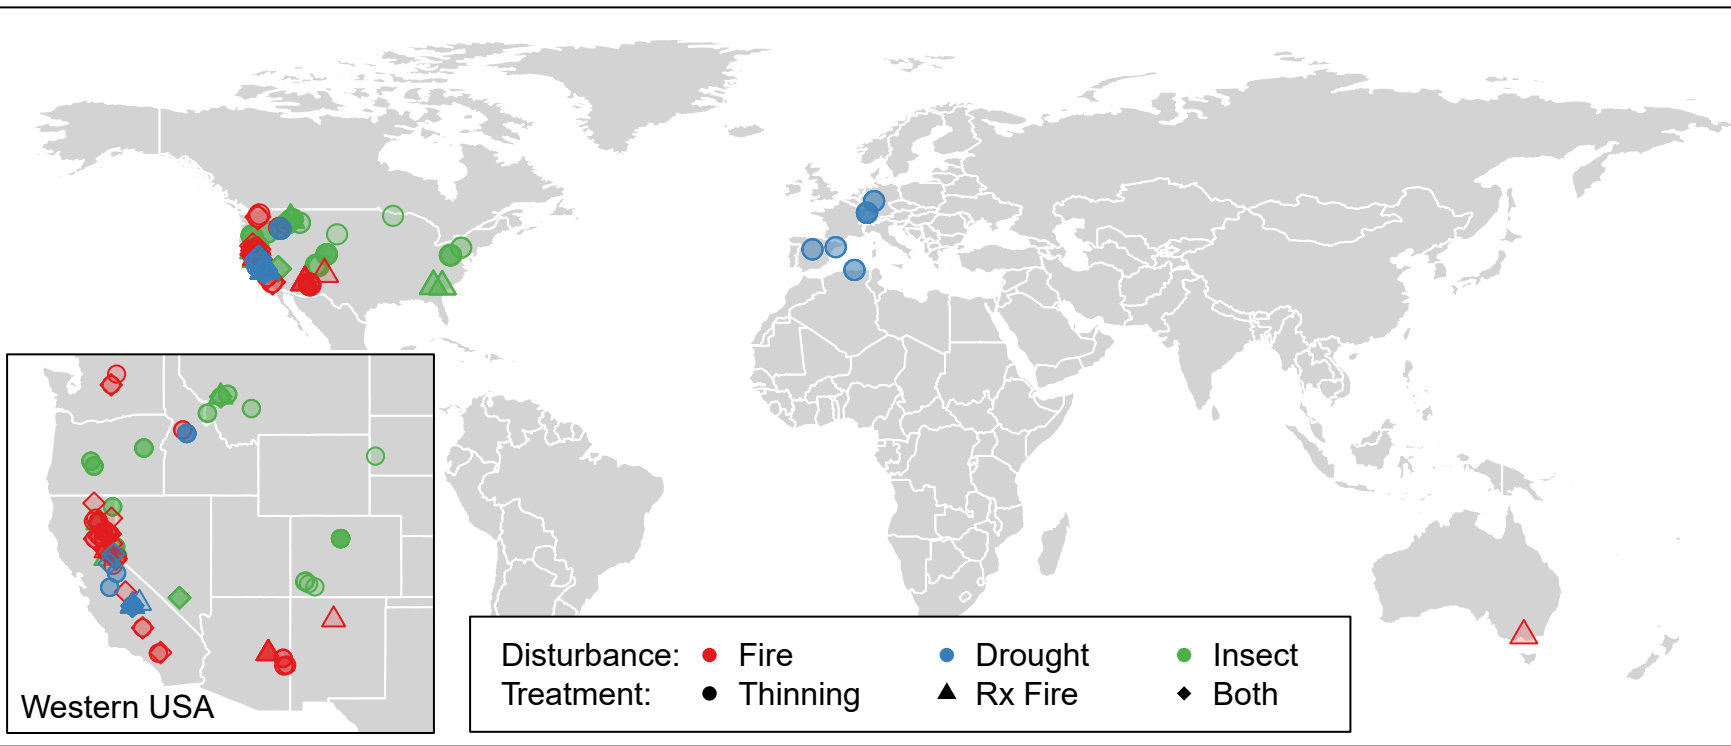 Western USA
Disturbance: Fire Drought Insect
Treatment: Thinning Rx Fire Both